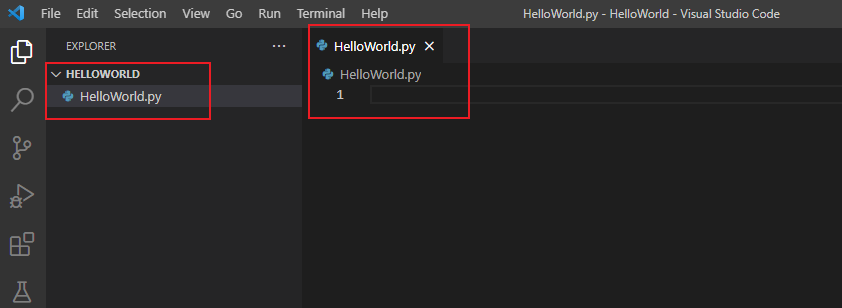 File Edit Selection View Go Run Terminal Help HelloWorld.py - HelloWorld - Visual Studio Code
EXPLORER ...
HELLOWORLD
HelloWorld.py
HelloWorld.py
HelloWorld.py
1